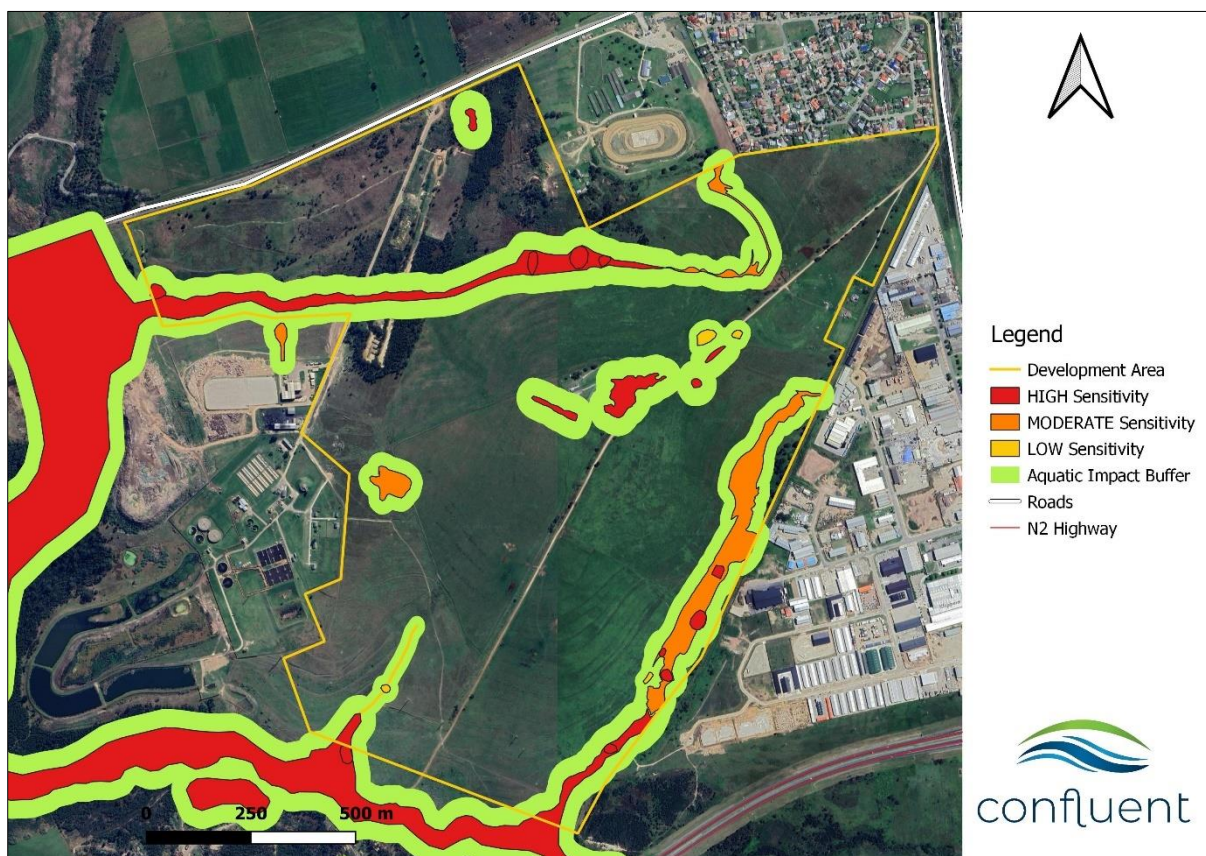 Legend
Development Area
HIGH Sensitivity
MODERATE Sensitivity
LOW Sensitivity
Aquatic Impact Buffer
Roads
N2 Highway
0 250 500 m
confluent